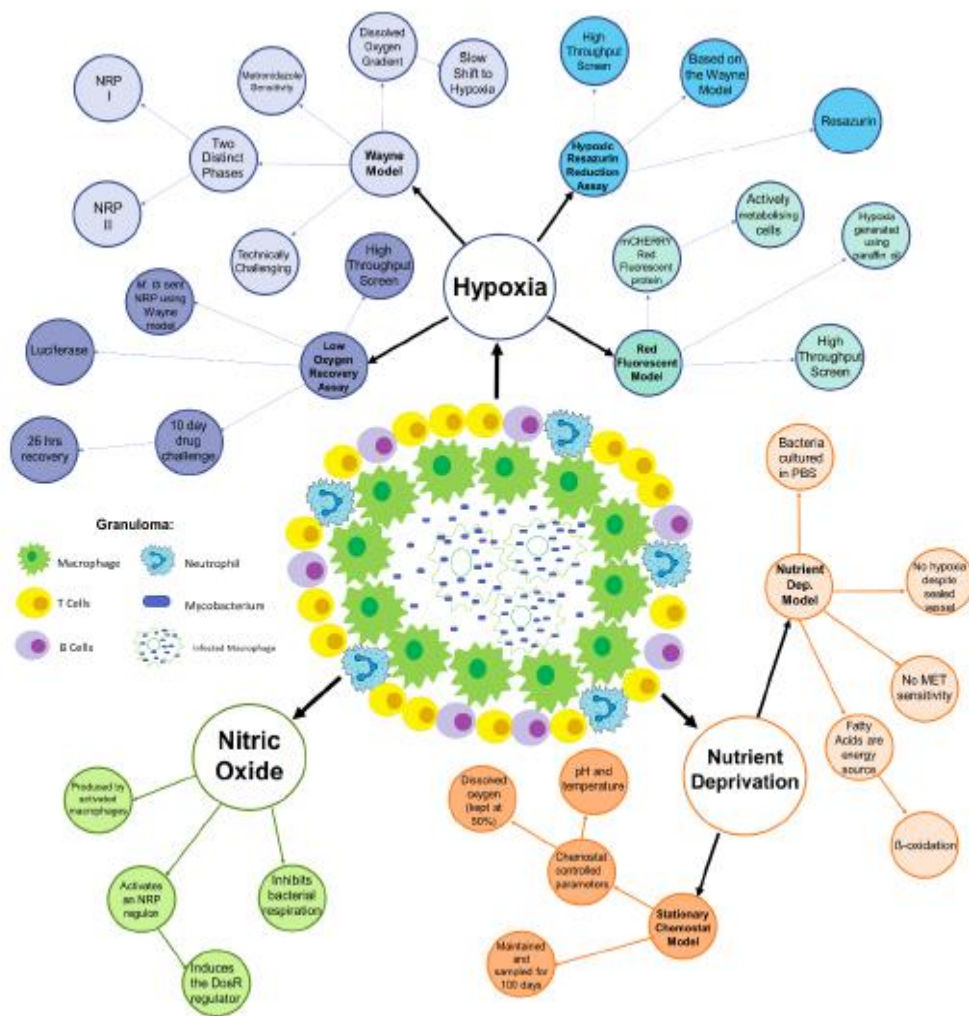 Dissolved
Oxygen
Gradient
Slow
Shift to
Hypoxia
Metronidazole
Sensitivity
NRP
I
Two
Distinct
Phases
NRP
II
Wayne
Model
Technically
Challenging
High
Throughput
Screen
Based on
the Wayne
Model
Resazurin
Hypoxic
Resazurin
Reduction
Assay
Hypoxia
Actively
metabolising
cells
mCHERRY
Red
Fluorescent
protein
Hypoxia
generated
using
paraffin oil
Red
Fluorescent
Model
High
Throughput
Screen
High
Throughput
Screen
sent
NRP using
Wayne
model
Luciferase
Low
Oxygen
Recovery
Assay
26 hrs
recovery
10 day
drug
challenge
Granuloma:
Macrophage
Neutrophil
T Cells
Mycobacterium
B Cells
Infected Macrophage
Bacteria
cultured
in PBS
Nutrient
Dep.
Model
No hypoxia
despite
sealed
vessel
No MET
sensitivity
Fatty
Acids are
energy
source
ß-oxidation
Nutrient
Deprivation
pH and
temperature
Dissolved
oxygen
(kept at
50%)
Chemostat
controlled
parameters
Stationary
Chemostat
Model
Maintained
and
sampled for
100 days
Nitric
Oxide
Produced by
activated
macrophages
Activates
an NRP
regulon
Inhibits
bacterial
respiration
Induces
the DosR
regulator